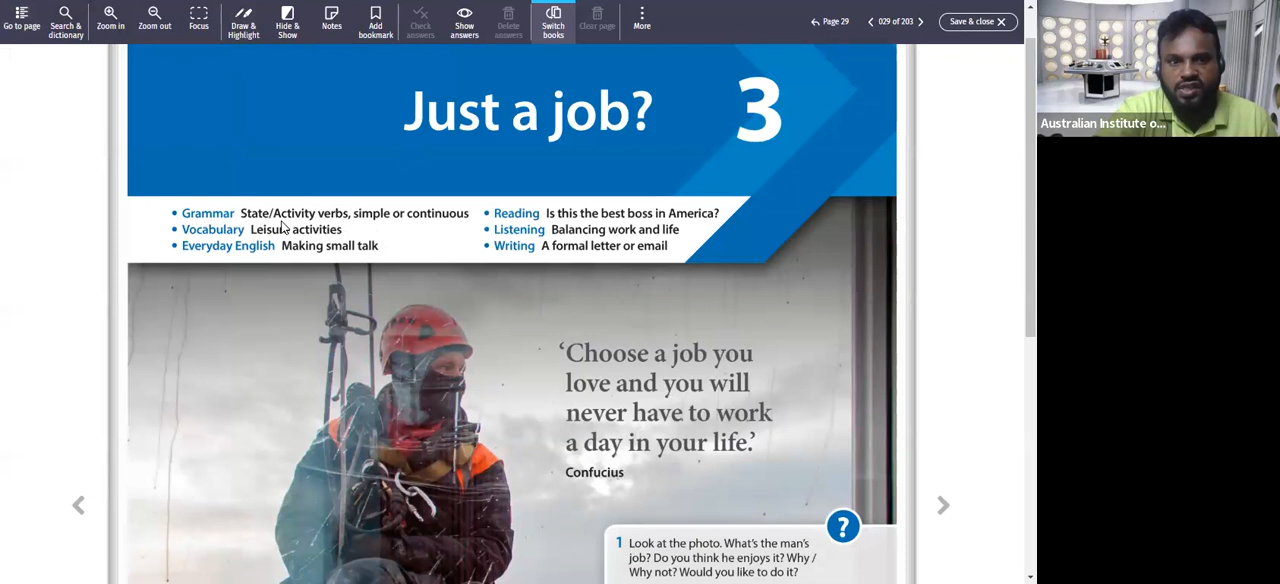 Go to page
Search & dictionary
Zoom in
Zoom out
Focus
Draw & Highlight
Hide & Show
Notes
Add bookmark
Check answers
Show answers
Delete answers
Switch books
Clear page
More
Page 29
029 of 203
Save & close
Australian Institute o...
Just a job? 3
• Grammar State/Activity verbs, simple or continuous
• Vocabulary Leisure activities
• Everyday English Making small talk
• Reading Is this the best boss in America?
• Listening Balancing work and life
• Writing A formal letter or email
‘Choose a job you
love and you will
never have to work
a day in your life.’
Confucius
?
1 Look at the photo. What's the man's
job? Do you think he enjoys it? Why /
Why not? Would you like to do it?